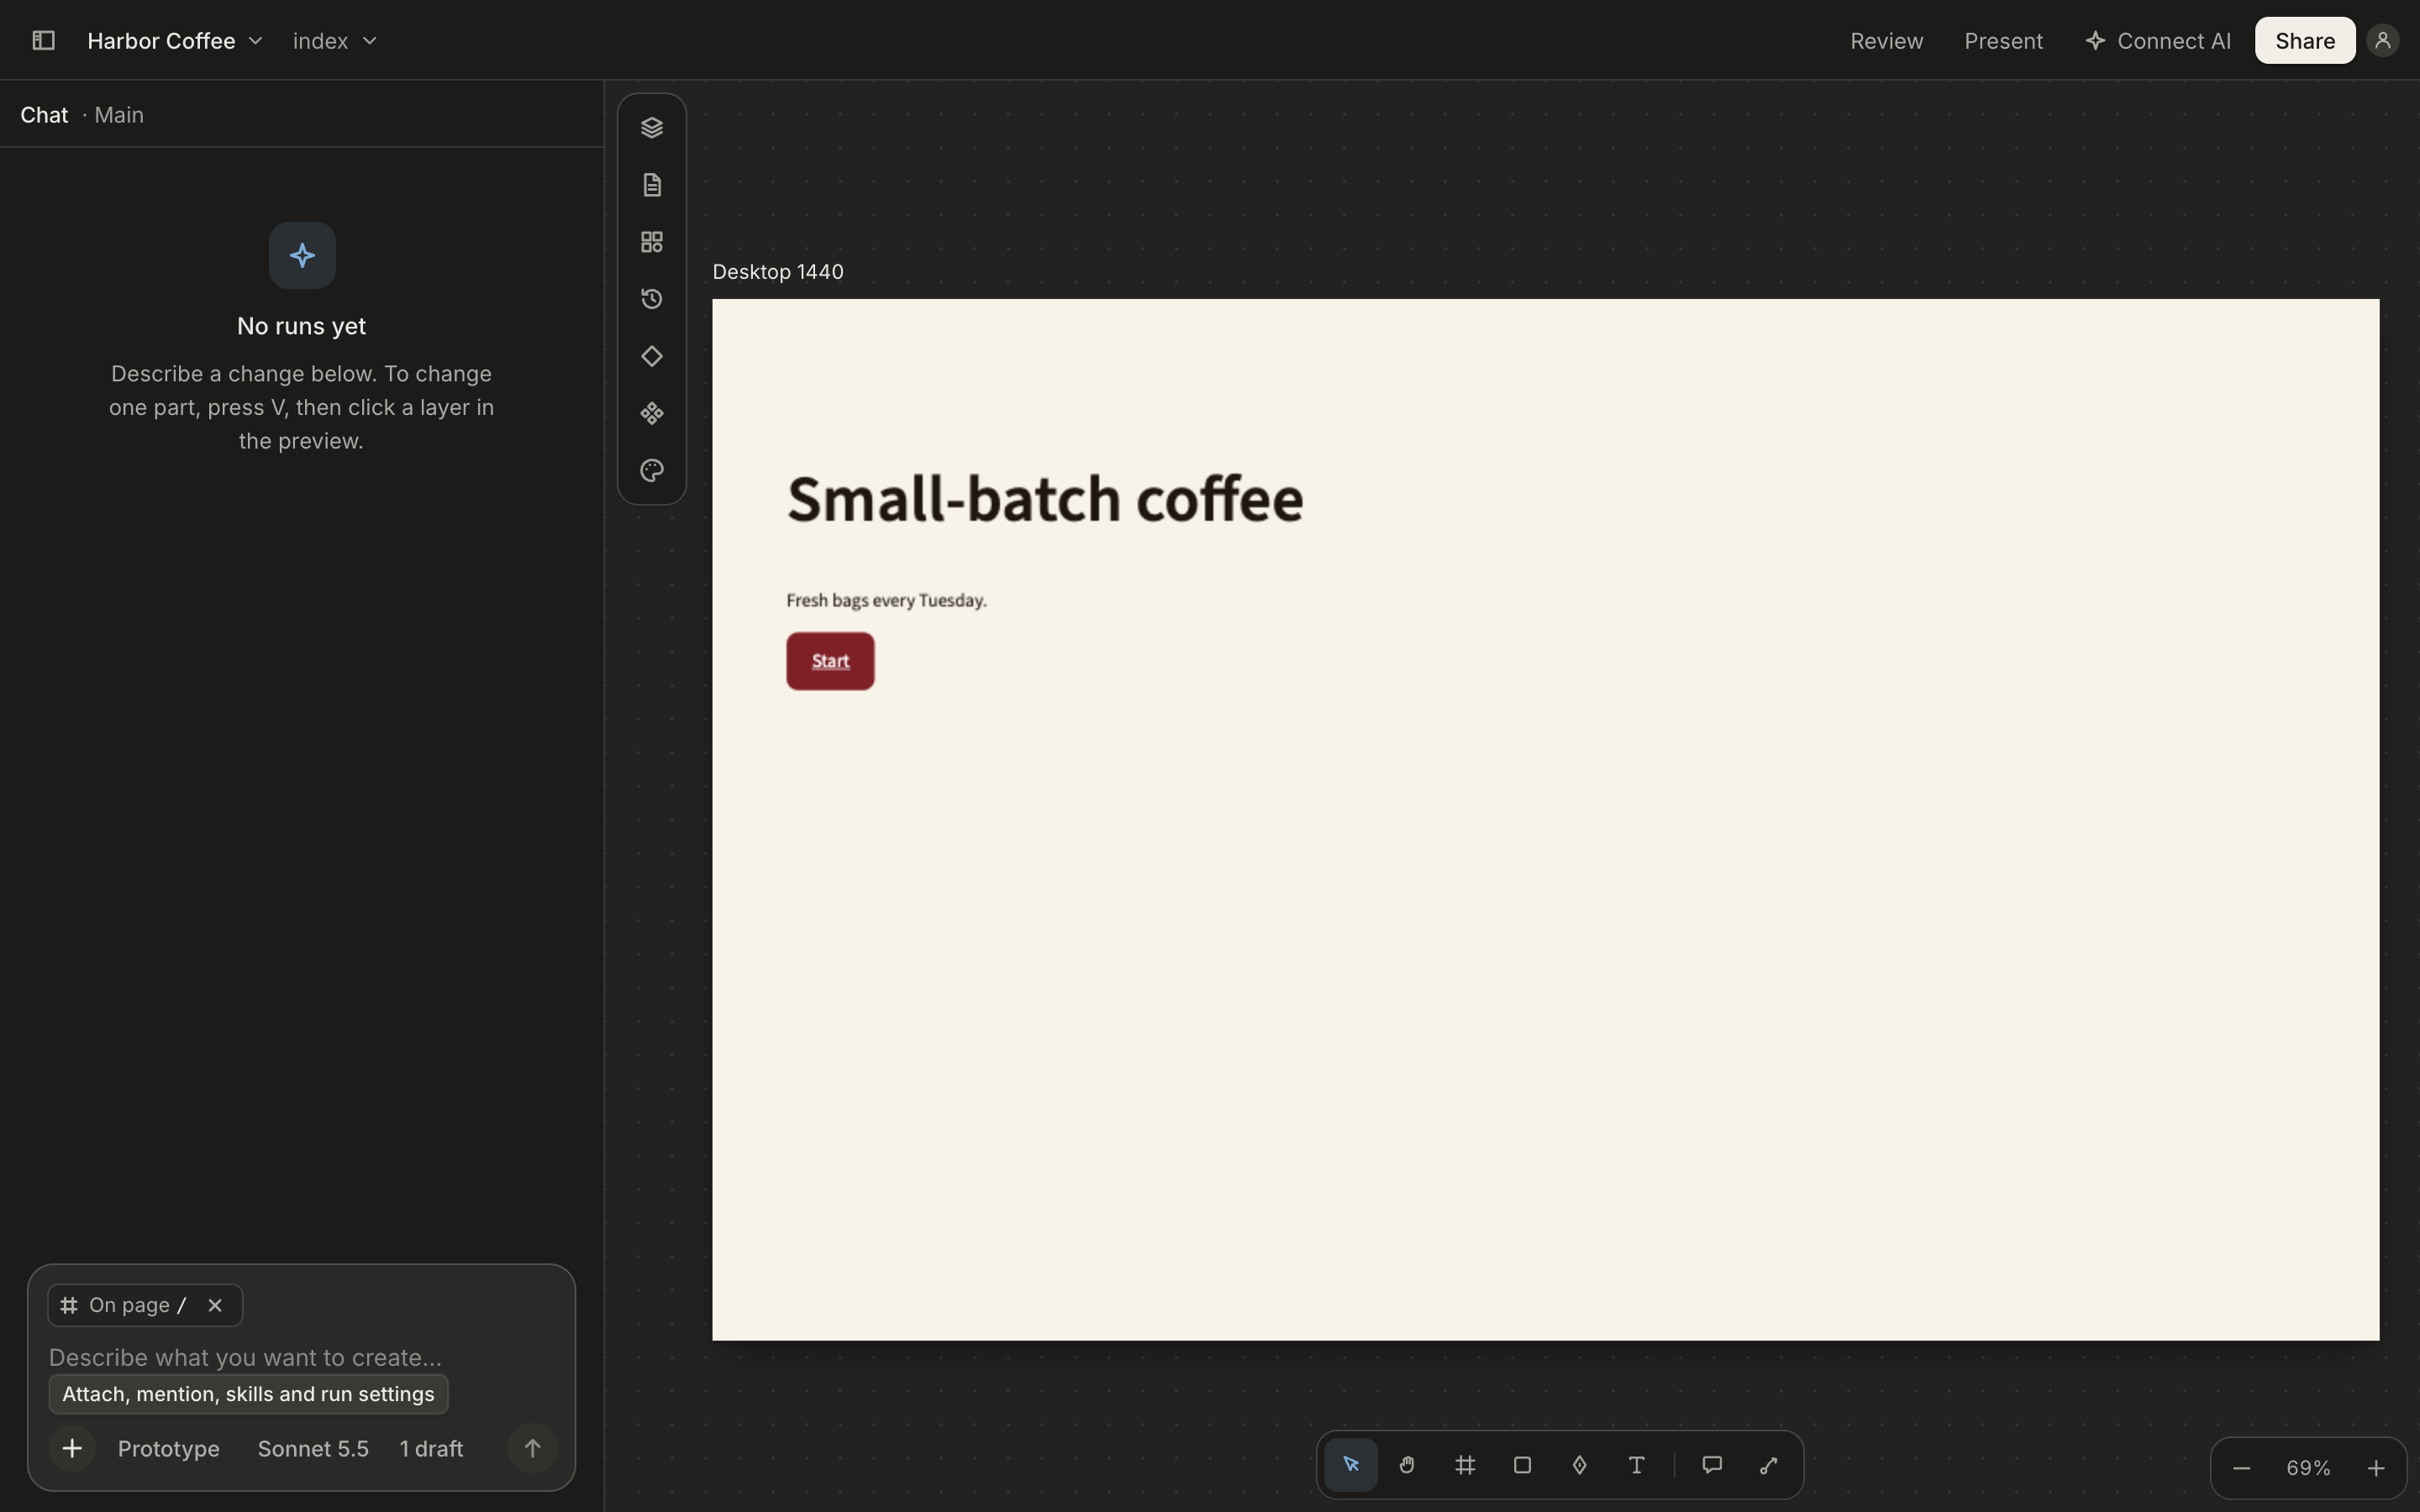 Harbor Coffee
index
Review
Present
Connect AI
Share
Chat · Main
No runs yet
Describe a change below. To change
one part, press V, then click a layer in
the preview.
Desktop 1440
Small-batch coffee
Fresh bags every Tuesday.
Start
On page /
Describe what you want to create...
Attach, mention, skills and run settings
Prototype
Sonnet 5.5
1 draft
69%